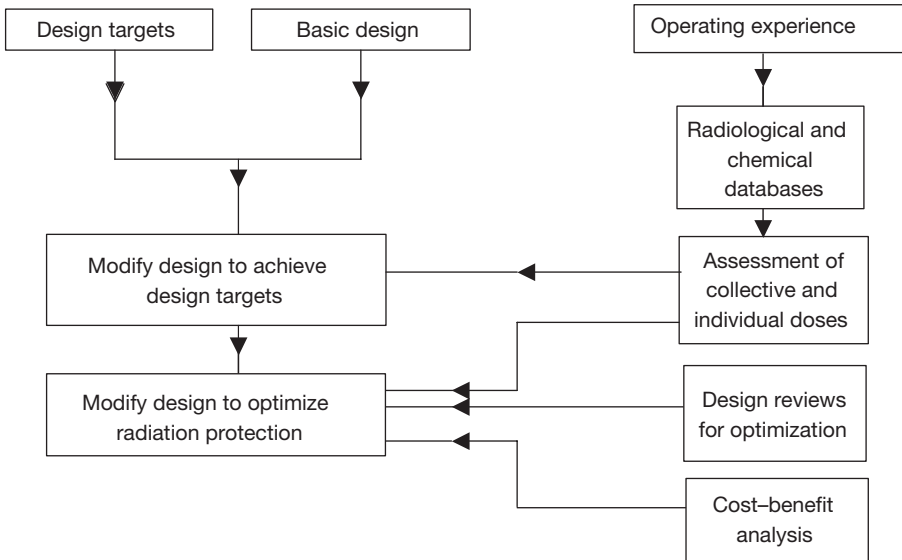 Design targets
Basic design
Operating experience
Radiological and
chemical
databases
Modify design to achieve
design targets
Assessment of
collective and
individual doses
Modify design to optimize
radiation protection
Design reviews
for optimization
Cost–benefit
analysis